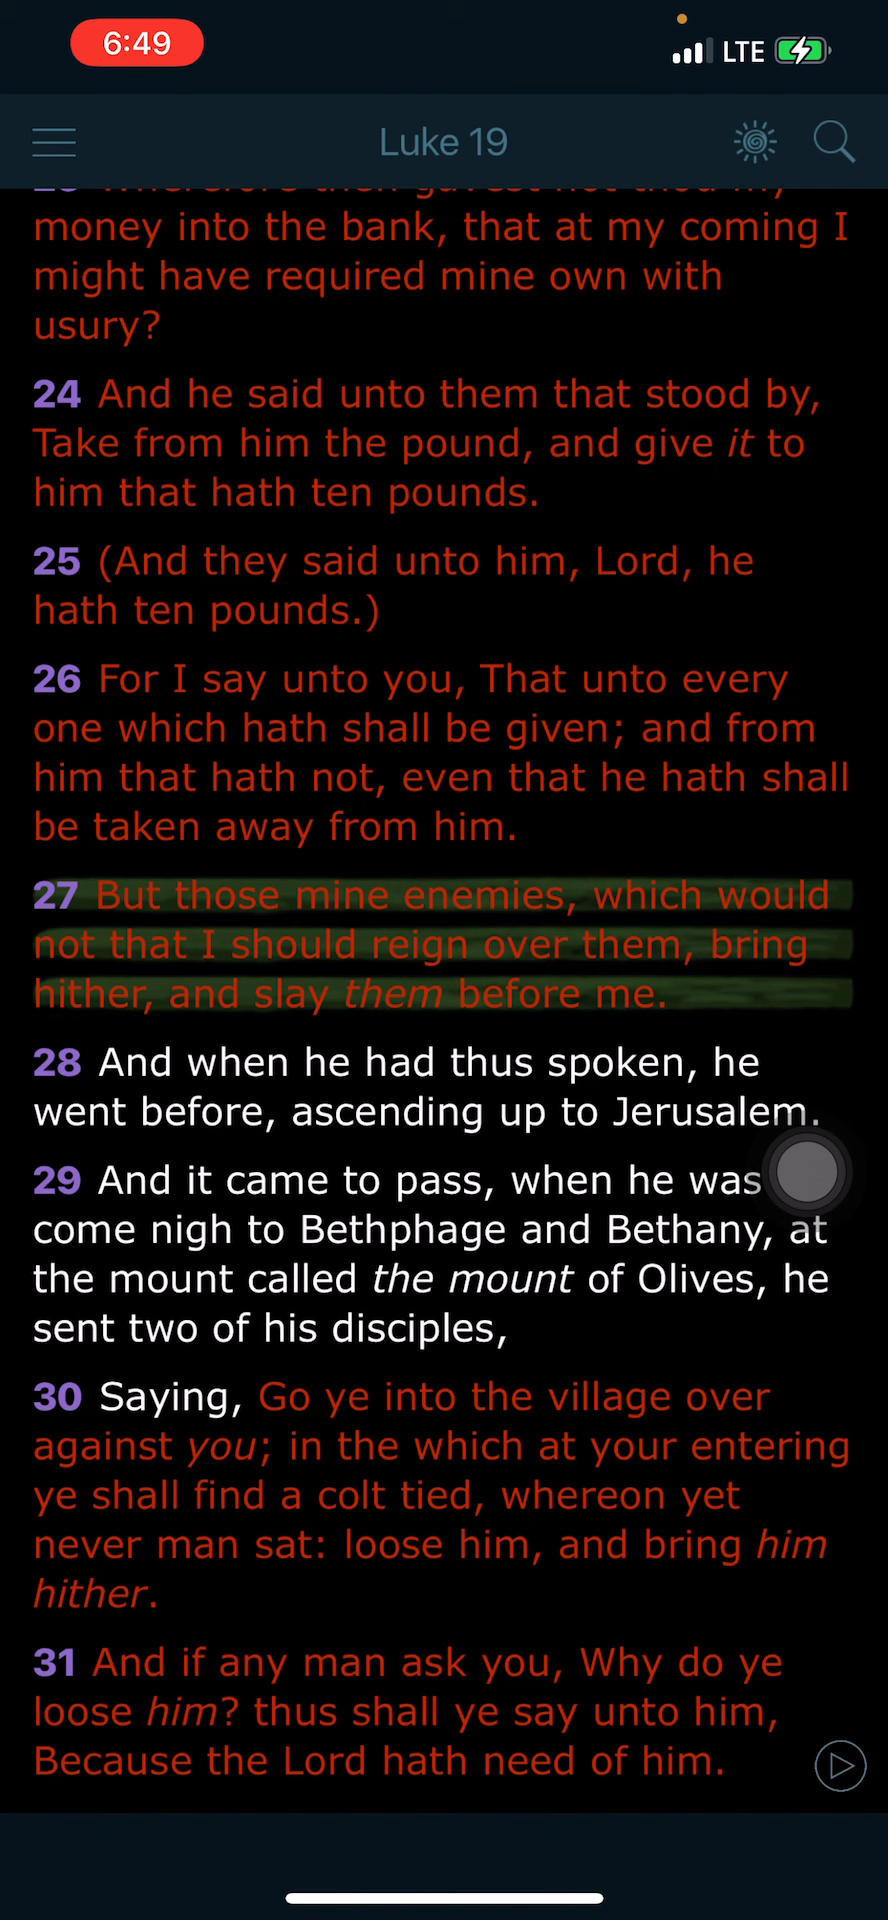 6:49
LTE
Luke 19
money into the bank, that at my coming I
might have required mine own with
usury?
24 And he said unto them that stood by,
Take from him the pound, and give it to
him that hath ten pounds.
25 (And they said unto him, Lord, he
hath ten pounds.)
26 For I say unto you, That unto every
one which hath shall be given; and from
him that hath not, even that he hath shall
be taken away from him.
27 But those mine enemies, which would
not that I should reign over them, bring
hither, and slay them before me.
28 And when he had thus spoken, he
went before, ascending up to Jerusalem.
29 And it came to pass, when he was
come nigh to Bethphage and Bethany, at
the mount called the mount of Olives, he
sent two of his disciples,
30 Saying, Go ye into the village over
against you; in the which at your entering
ye shall find a colt tied, whereon yet
never man sat: loose him, and bring him
hither.
31 And if any man ask you, Why do ye
loose him? thus shall ye say unto him,
Because the Lord hath need of him.